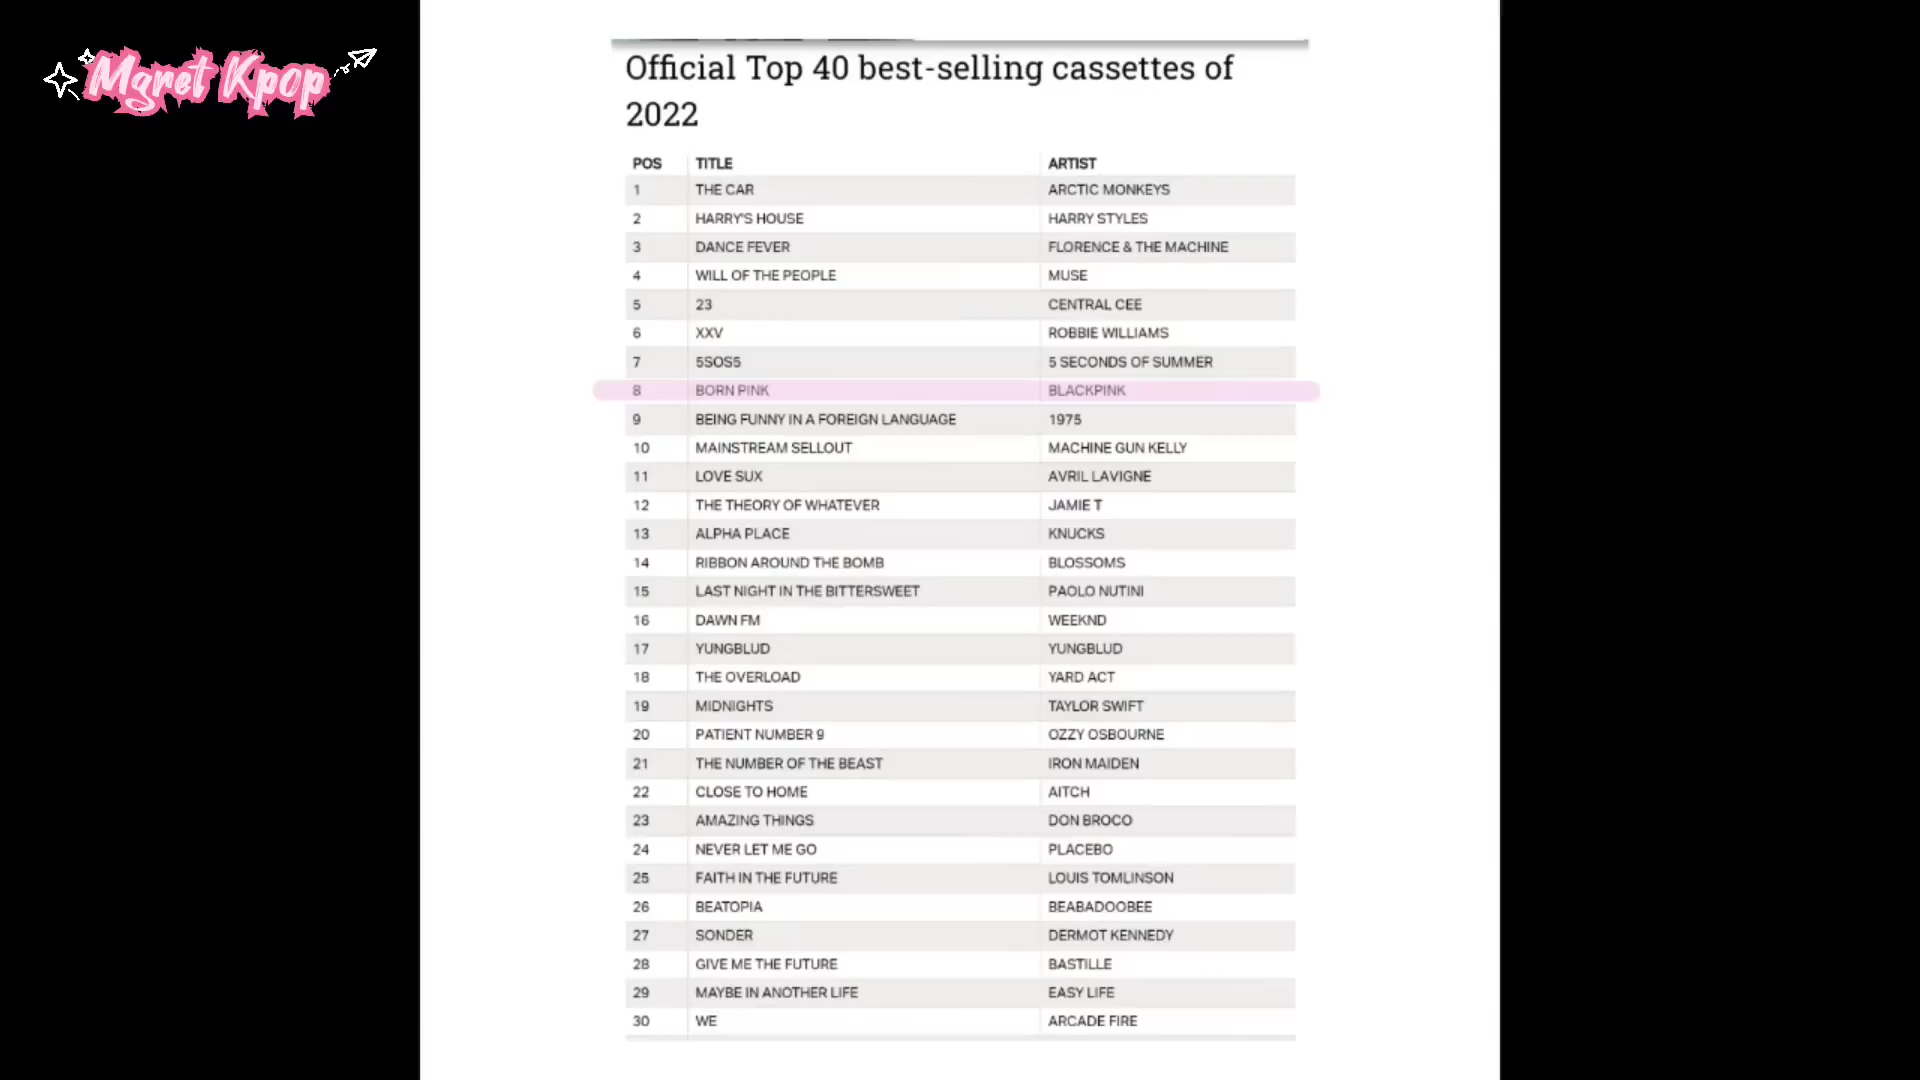 Mgnet Kpop
Official Top 40 best-selling cassettes of
2022
POS TITLE ARTIST
1 THE CAR ARCTIC MONKEYS
2 HARRY'S HOUSE HARRY STYLES
3 DANCE FEVER FLORENCE & THE MACHINE
4 WILL OF THE PEOPLE MUSE
5 23 CENTRAL CEE
6 XXV ROBBIE WILLIAMS
7 5SOS5 5 SECONDS OF SUMMER
8 BORN PINK BLACKPINK
9 BEING FUNNY IN A FOREIGN LANGUAGE 1975
10 MAINSTREAM SELLOUT MACHINE GUN KELLY
11 LOVE SUX AVRIL LAVIGNE
12 THE THEORY OF WHATEVER JAMIE T
13 ALPHA PLACE KNUCKS
14 RIBBON AROUND THE BOMB BLOSSOMS
15 LAST NIGHT IN THE BITTERSWEET PAOLO NUTINI
16 DAWN FM WEEKND
17 YUNGBLUD YUNGBLUD
18 THE OVERLOAD YARD ACT
19 MIDNIGHTS TAYLOR SWIFT
20 PATIENT NUMBER 9 OZZY OSBOURNE
21 THE NUMBER OF THE BEAST IRON MAIDEN
22 CLOSE TO HOME AITCH
23 AMAZING THINGS DON BROCO
24 NEVER LET ME GO PLACEBO
25 FAITH IN THE FUTURE LOUIS TOMLINSON
26 BEATOPIA BEABADOOBEE
27 SONDER DERMOT KENNEDY
28 GIVE ME THE FUTURE BASTILLE
29 MAYBE IN ANOTHER LIFE EASY LIFE
30 WE ARCADE FIRE